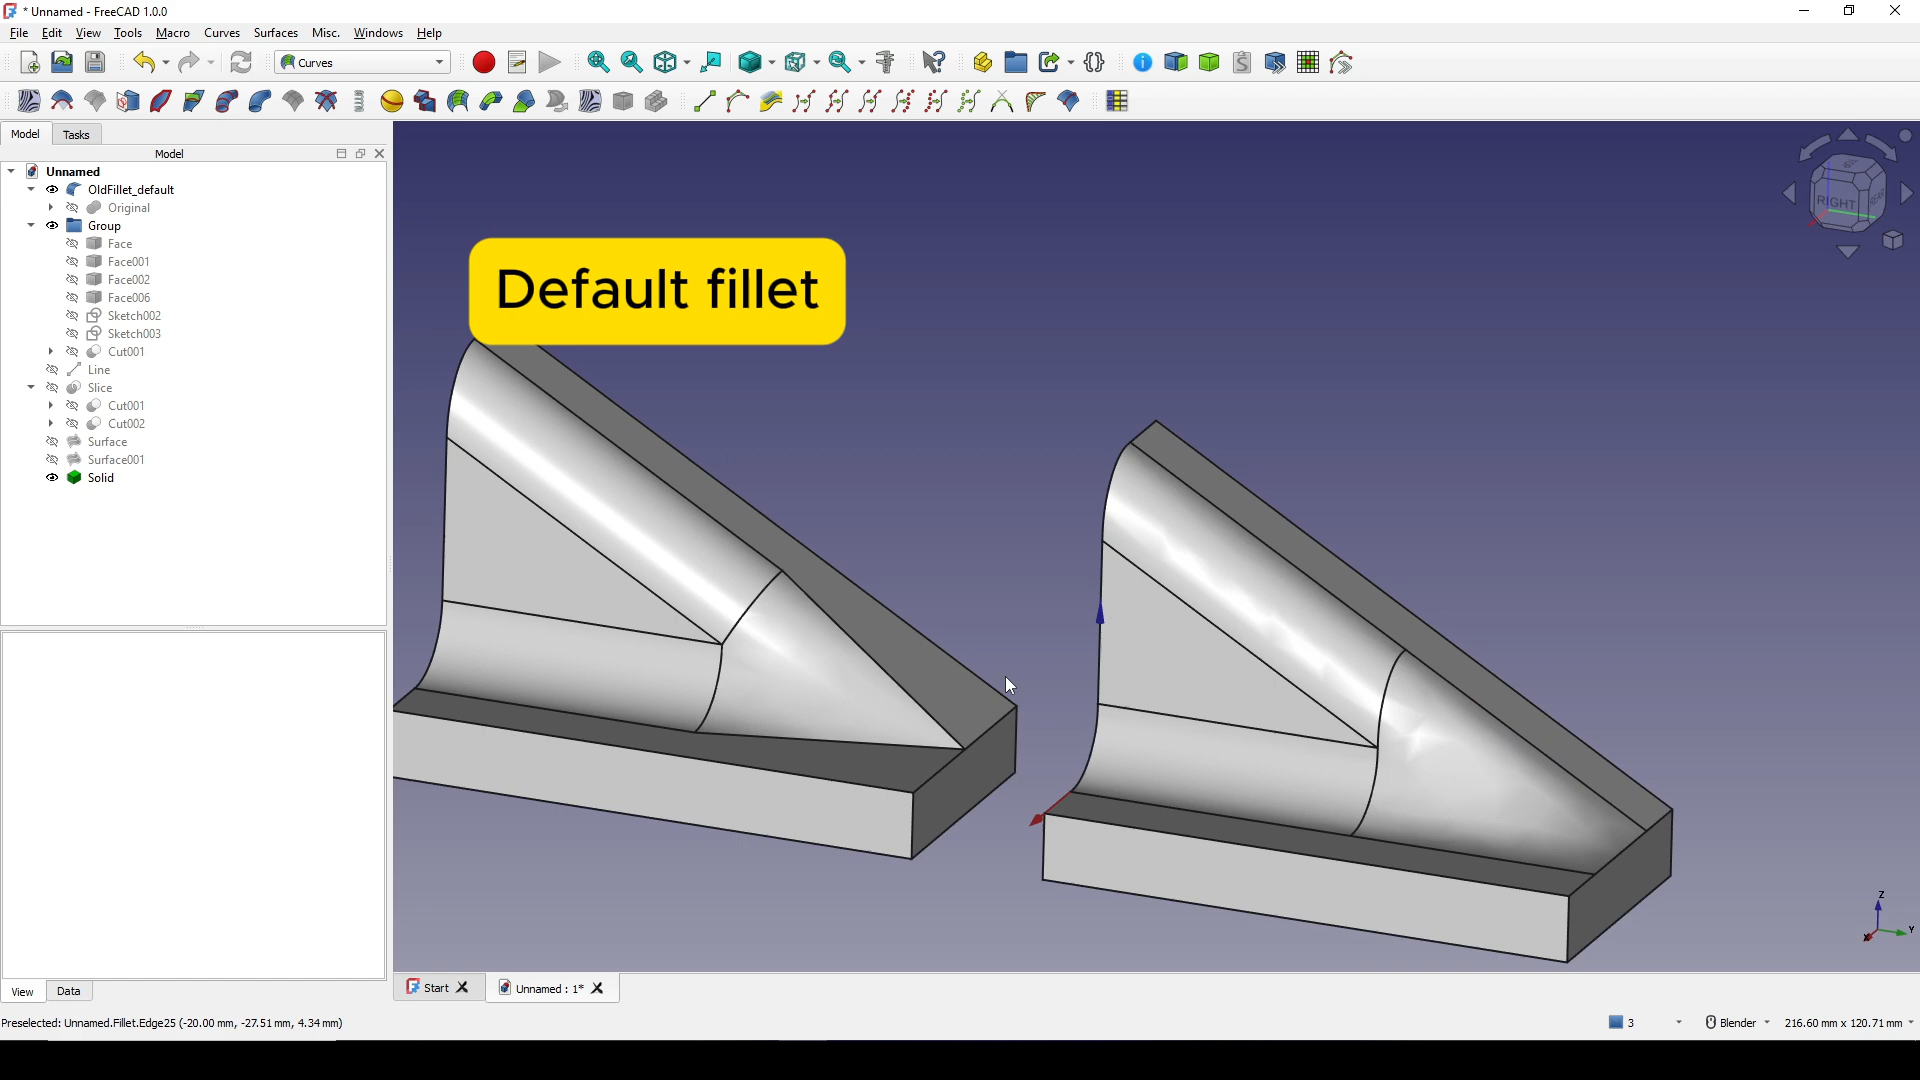 * Unnamed - FreeCAD 1.0.0
File Edit View Tools Macro Curves Surfaces Misc. Windows Help
Curves
Model Tasks
Model
Unnamed
OldFillet_default
Original
Group
Face
Face001
Face002
Face006
Sketch002
Sketch003
Cut001
Line
Slice
Cut001
Cut002
Surface
Surface001
Solid
Default fillet
RIGHT
Z
Y
X
View Data
Start
Unnamed : 1*
Preselected: Unnamed.Fillet.Edge25 (-20.00 mm, -27.51 mm, 4.34 mm)
3
Blender
216.60 mm x 120.71 mm